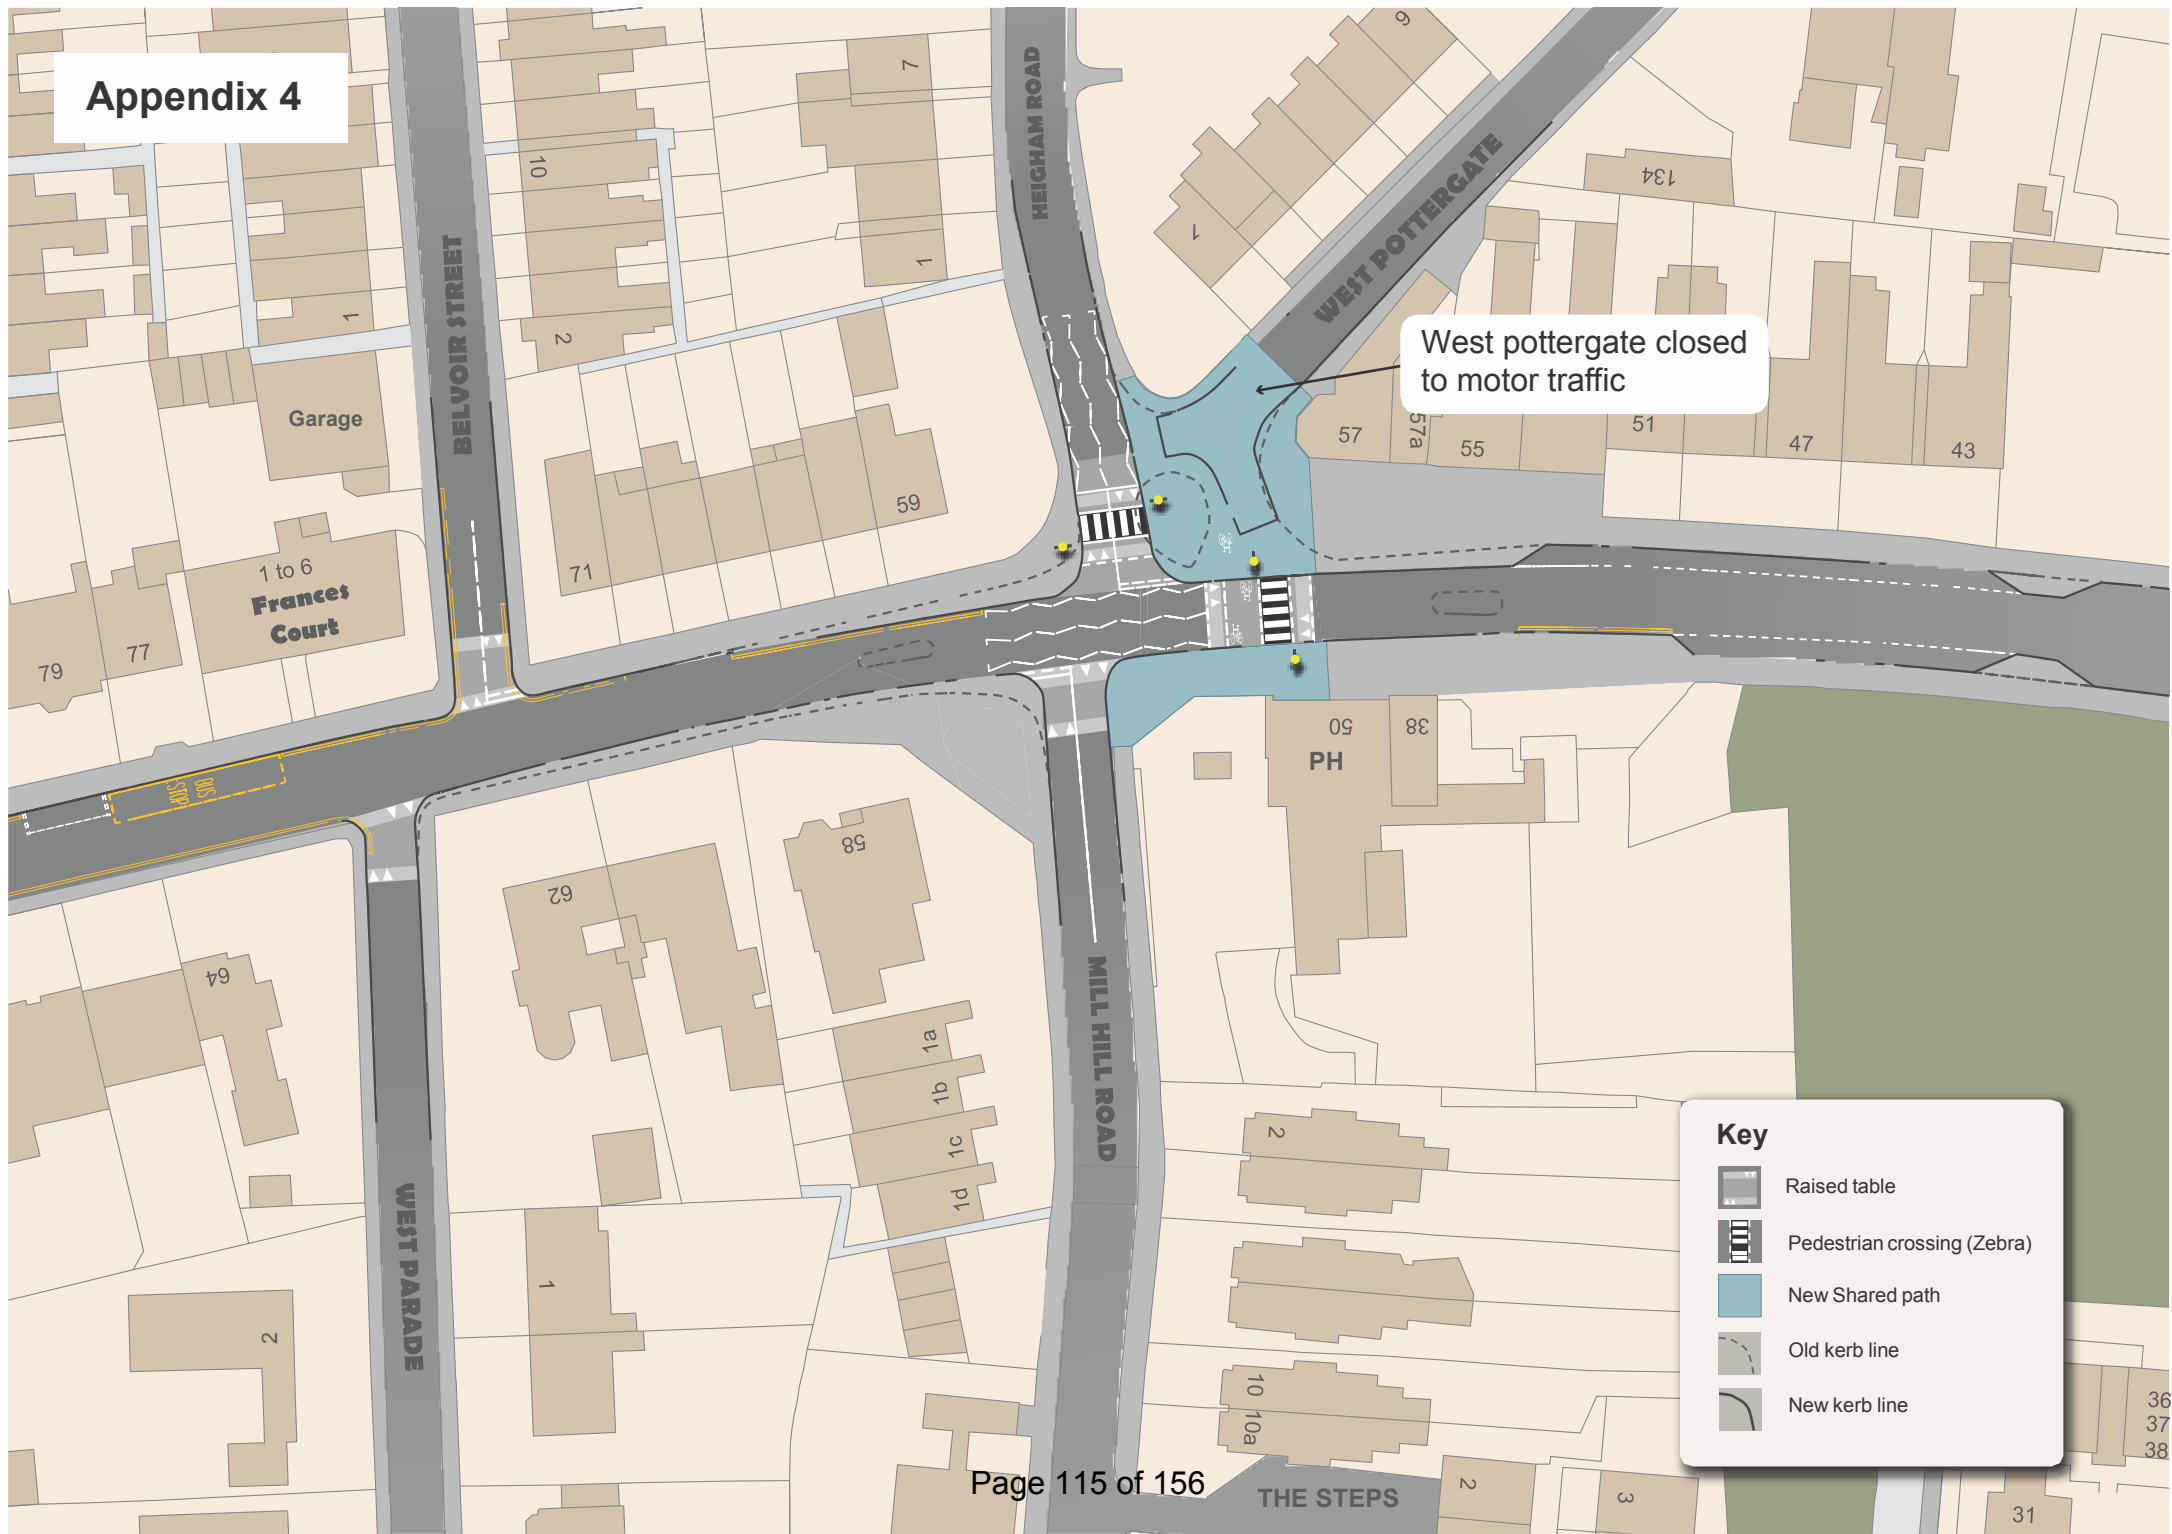 Appendix 4
HEIGHAM ROAD
6
7
10
134
1
1
1
WEST POTTERGATE
BELVOIR STREET
2
West pottergate closed
to motor traffic
Garage
57
57a
55
51
47
43
59
71
1 to 6
Frances
Court
77
79
50
38
PH
BUS
STOP
58
62
64
MILL HILL ROAD
1a
1b
1c
1d
2
WEST PARADE
1
2
10
10a
Key
Raised table
Pedestrian crossing (Zebra)
New Shared path
Old kerb line
New kerb line
36
37
38
Page 115 of 156
THE STEPS
2
3
31